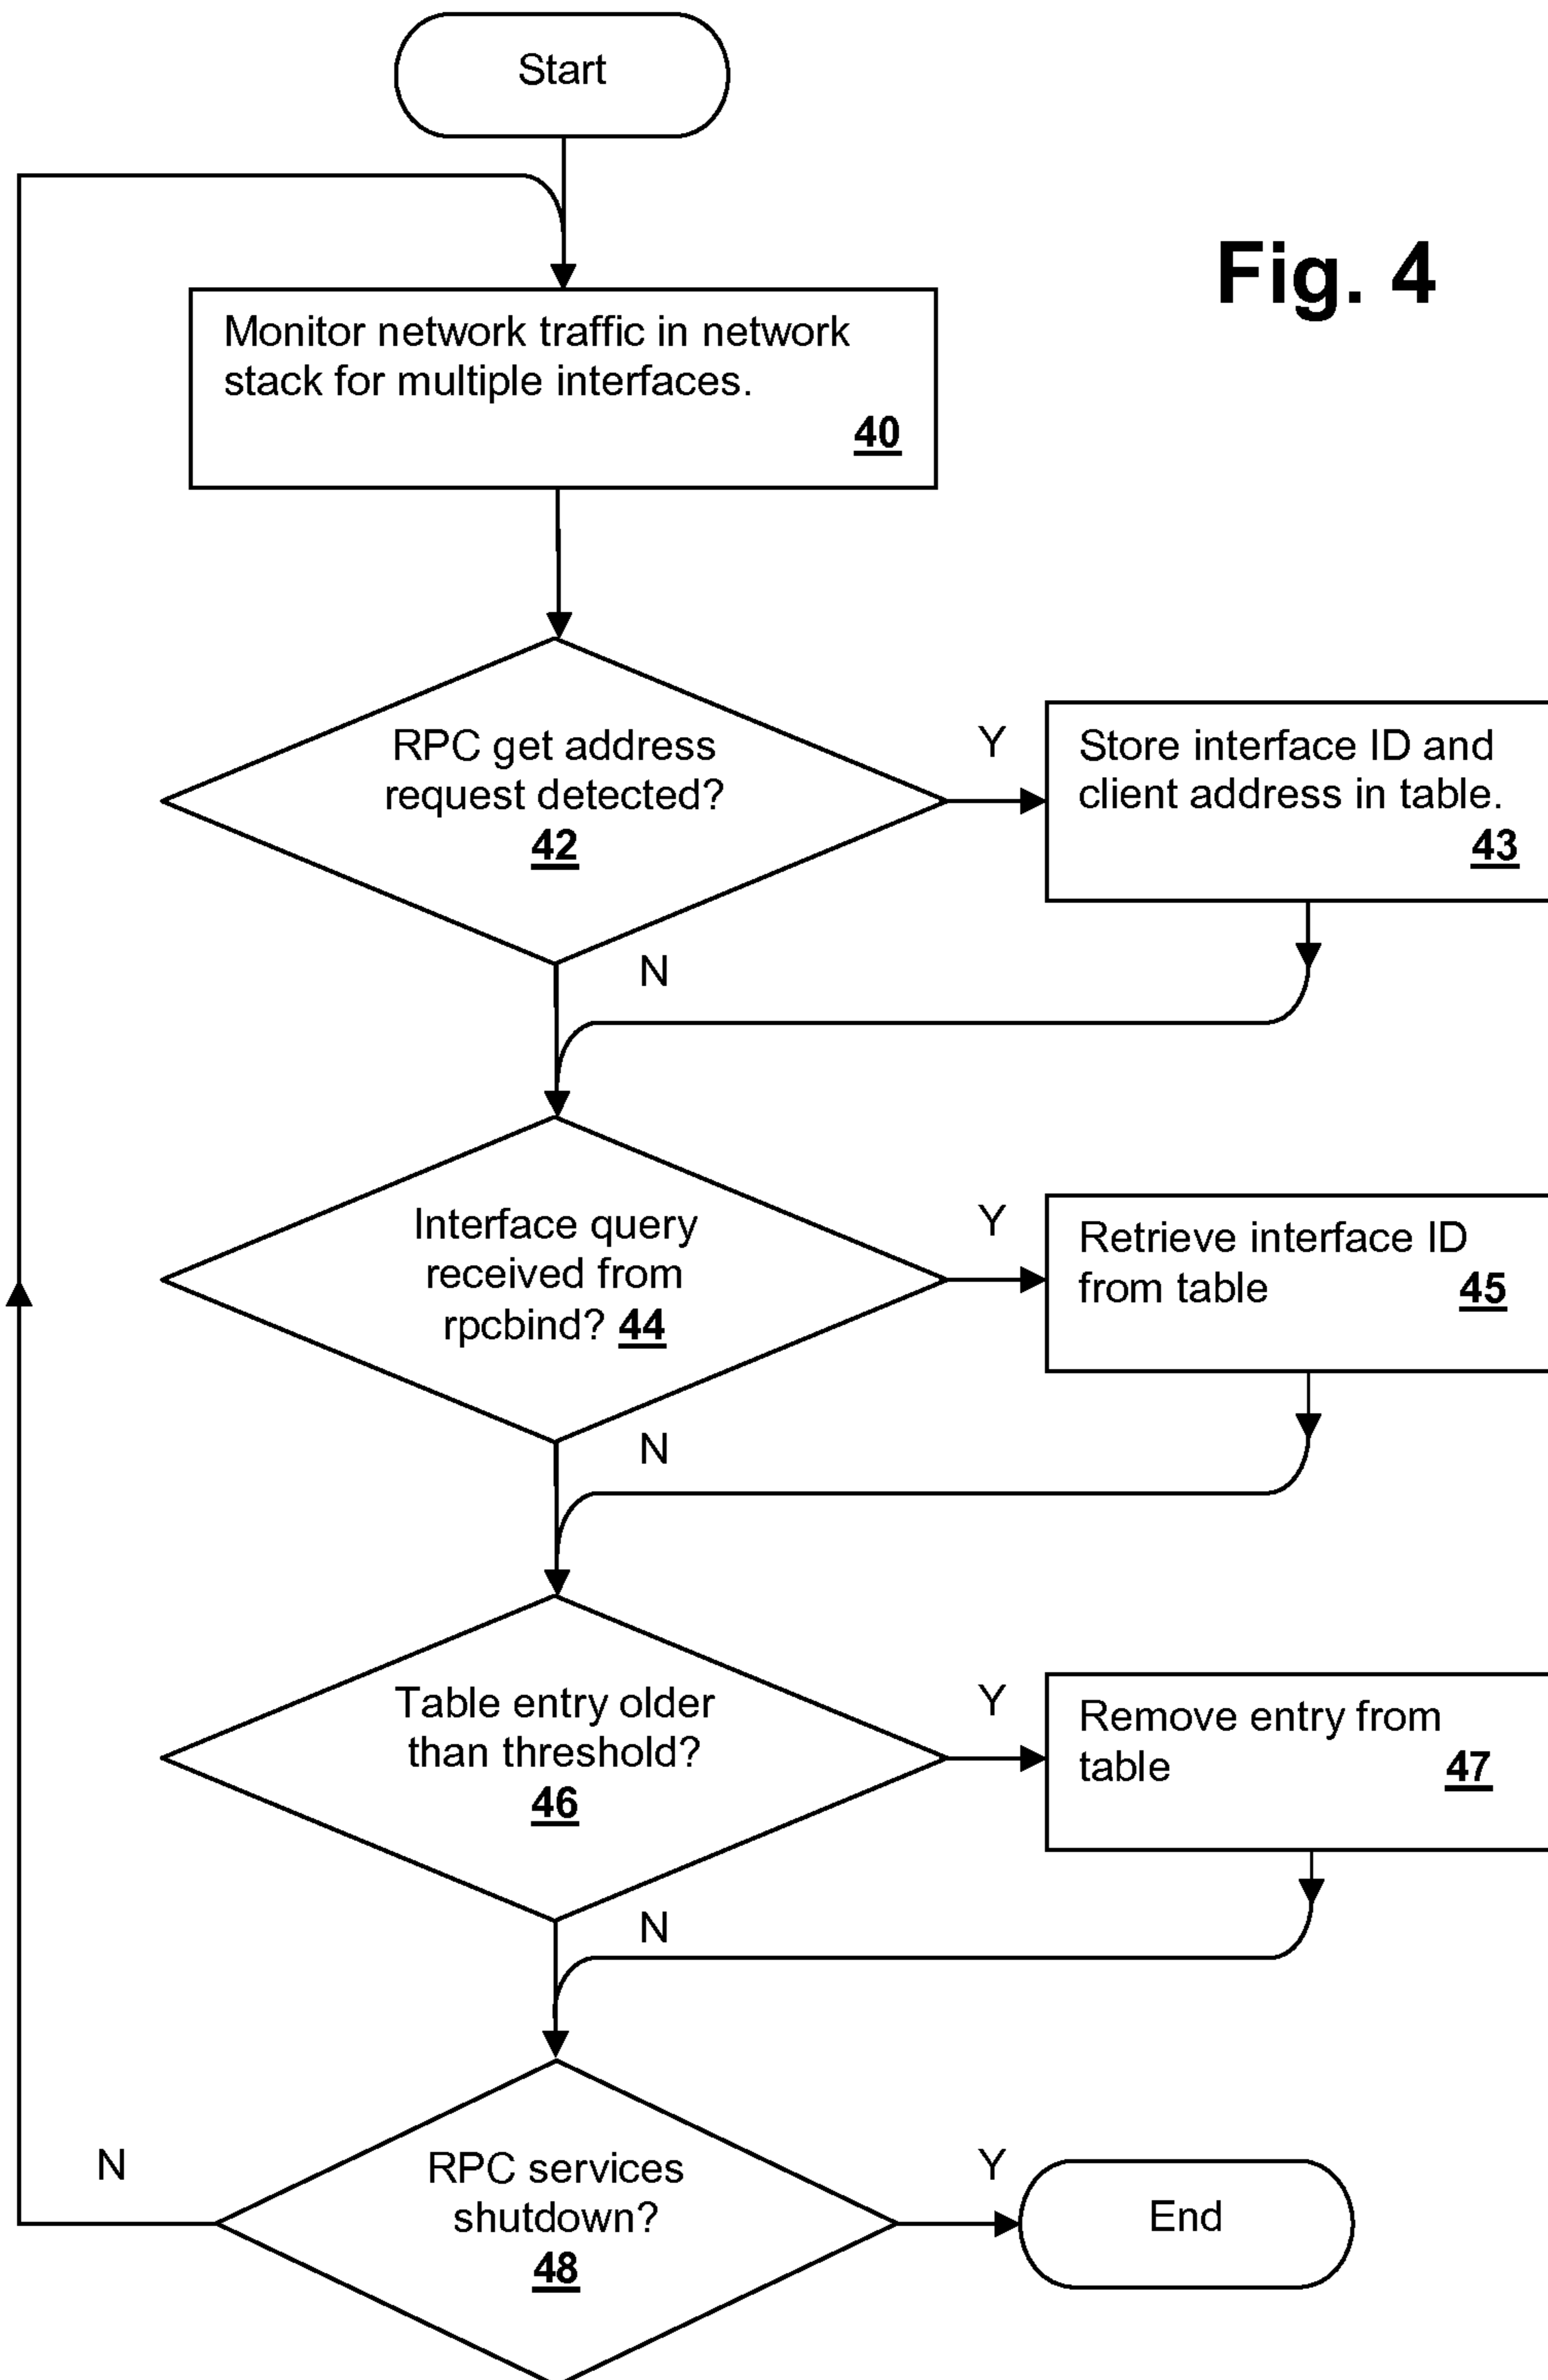 Start
Fig. 4
Monitor network traffic in network
stack for multiple interfaces.
40
RPC get address
request detected?
42
Y
Store interface ID and
client address in table.
43
N
Interface query
received from
rpcbind? 44
Y
Retrieve interface ID
from table 45
N
Table entry older
than threshold?
46
Y
Remove entry from
table 47
N
RPC services
shutdown?
48
N
Y
End